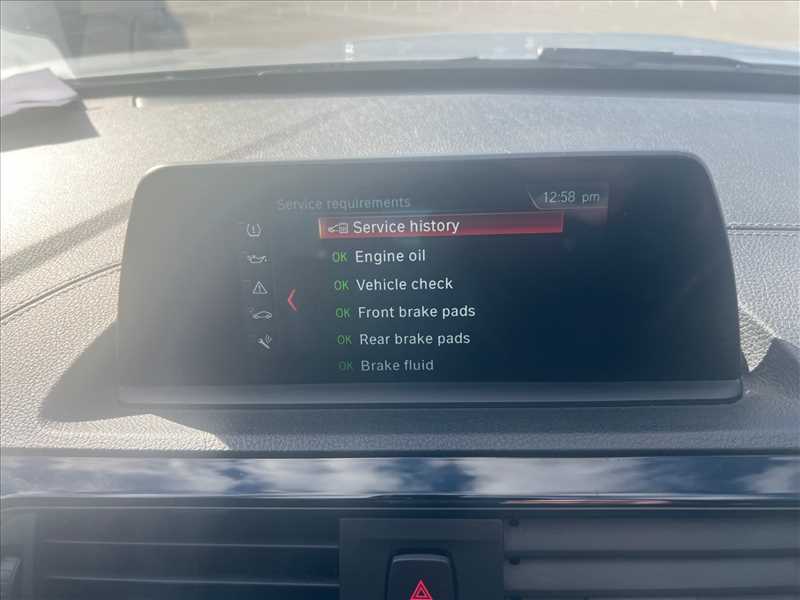 Service requirements
12:58 pm
Service history
OK Engine oil
OK Vehicle check
OK Front brake pads
OK Rear brake pads
OK Brake fluid